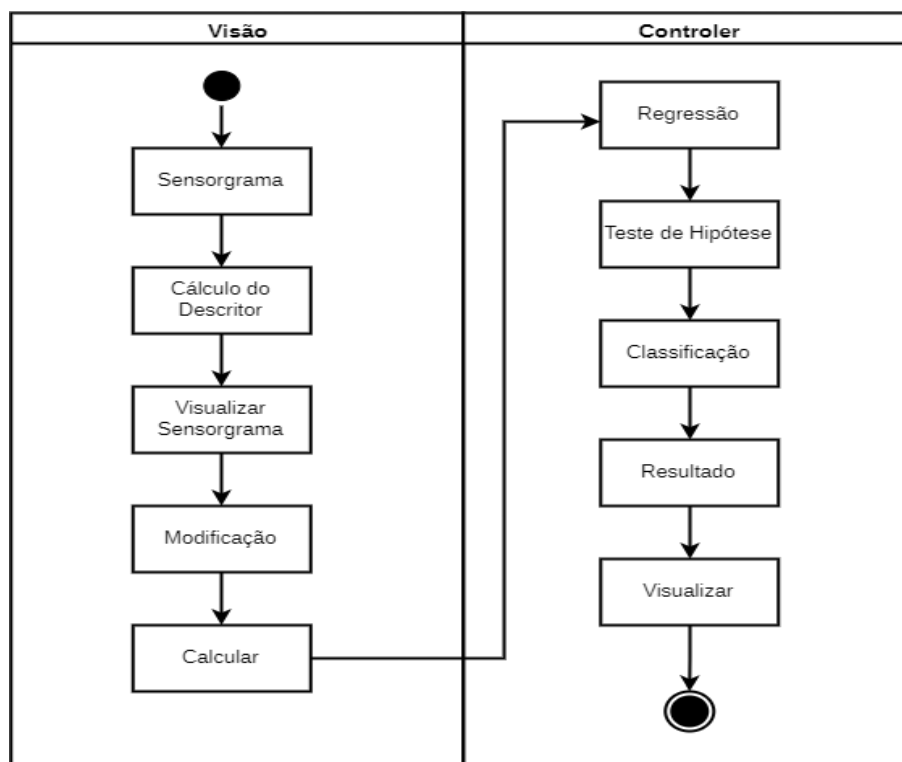 Visão
Controler
Sensorgrama
Cálculo do
Descritor
Visualizar
Sensorgrama
Modificação
Calcular
Regressão
Teste de Hipótese
Classificação
Resultado
Visualizar